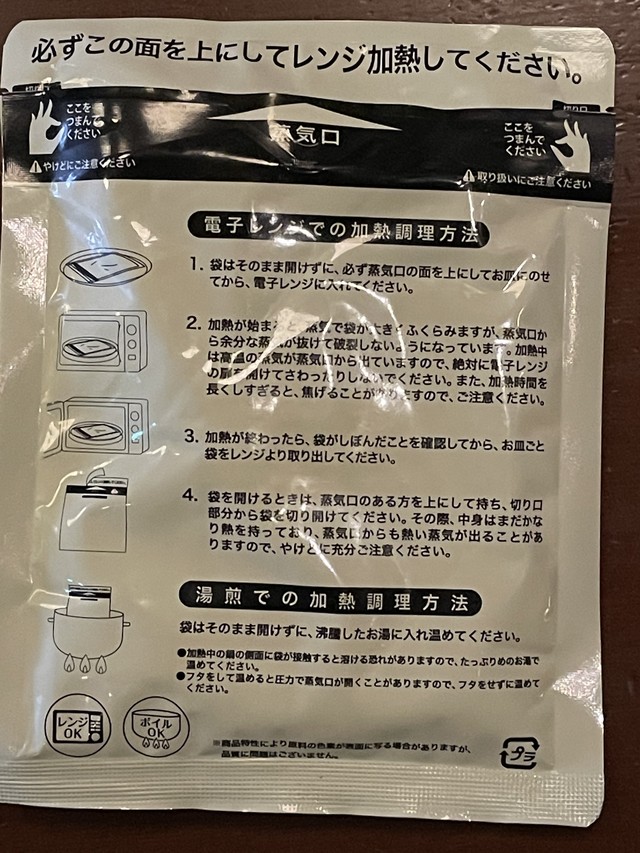 必ずこの面を上にしてレンジ加熱してください。
切り口
切り口
ここを
つまんで
ください
蒸気口
ここを
つまんで
ください
やけどにご注意ください
取り扱いにご注意ください
電子レンジでの加熱調理方法
1. 袋はそのまま開けずに、必ず蒸気口の面を上にしてお皿にのせ
てから、電子レンジに入れてください。
2. 加熱が始まると、蒸気で袋が大きくふくらみますが、蒸気口か
ら余分な蒸気が抜けて破裂しないようになっています。加熱中
は高温の蒸気が蒸気口から出ていますので、絶対に電子レンジ
の扉を開けてさわったりしないでください。また、加熱時間を
長くしすぎると、焦げることがありますので、ご注意ください。
3. 加熱が終わったら、袋がしぼんだことを確認してから、お皿ごと
袋をレンジより取り出してください。
4. 袋を開けるときは、蒸気口のある方を上にして持ち、切り口
部分から袋を切り開けてください。その際、中身はまだかな
り熱を持っており、蒸気口からも熱い蒸気が出ることがあ
りますので、やけどに充分ご注意ください。
湯煎での加熱調理方法
袋はそのまま開けずに、沸騰したお湯に入れ温めてください。
●加熱中の鍋の側面に袋が接触すると溶ける恐れがありますので、たっぷりめのお湯で
温めてください。
●フタをして温めると圧力で蒸気口が開くことがありますので、フタをせずに温めて
ください。
レンジ
OK
ボイル
OK
※商品特性により原料の色素が表面に写る場合がありますが、
品質に問題はございません。
プラ